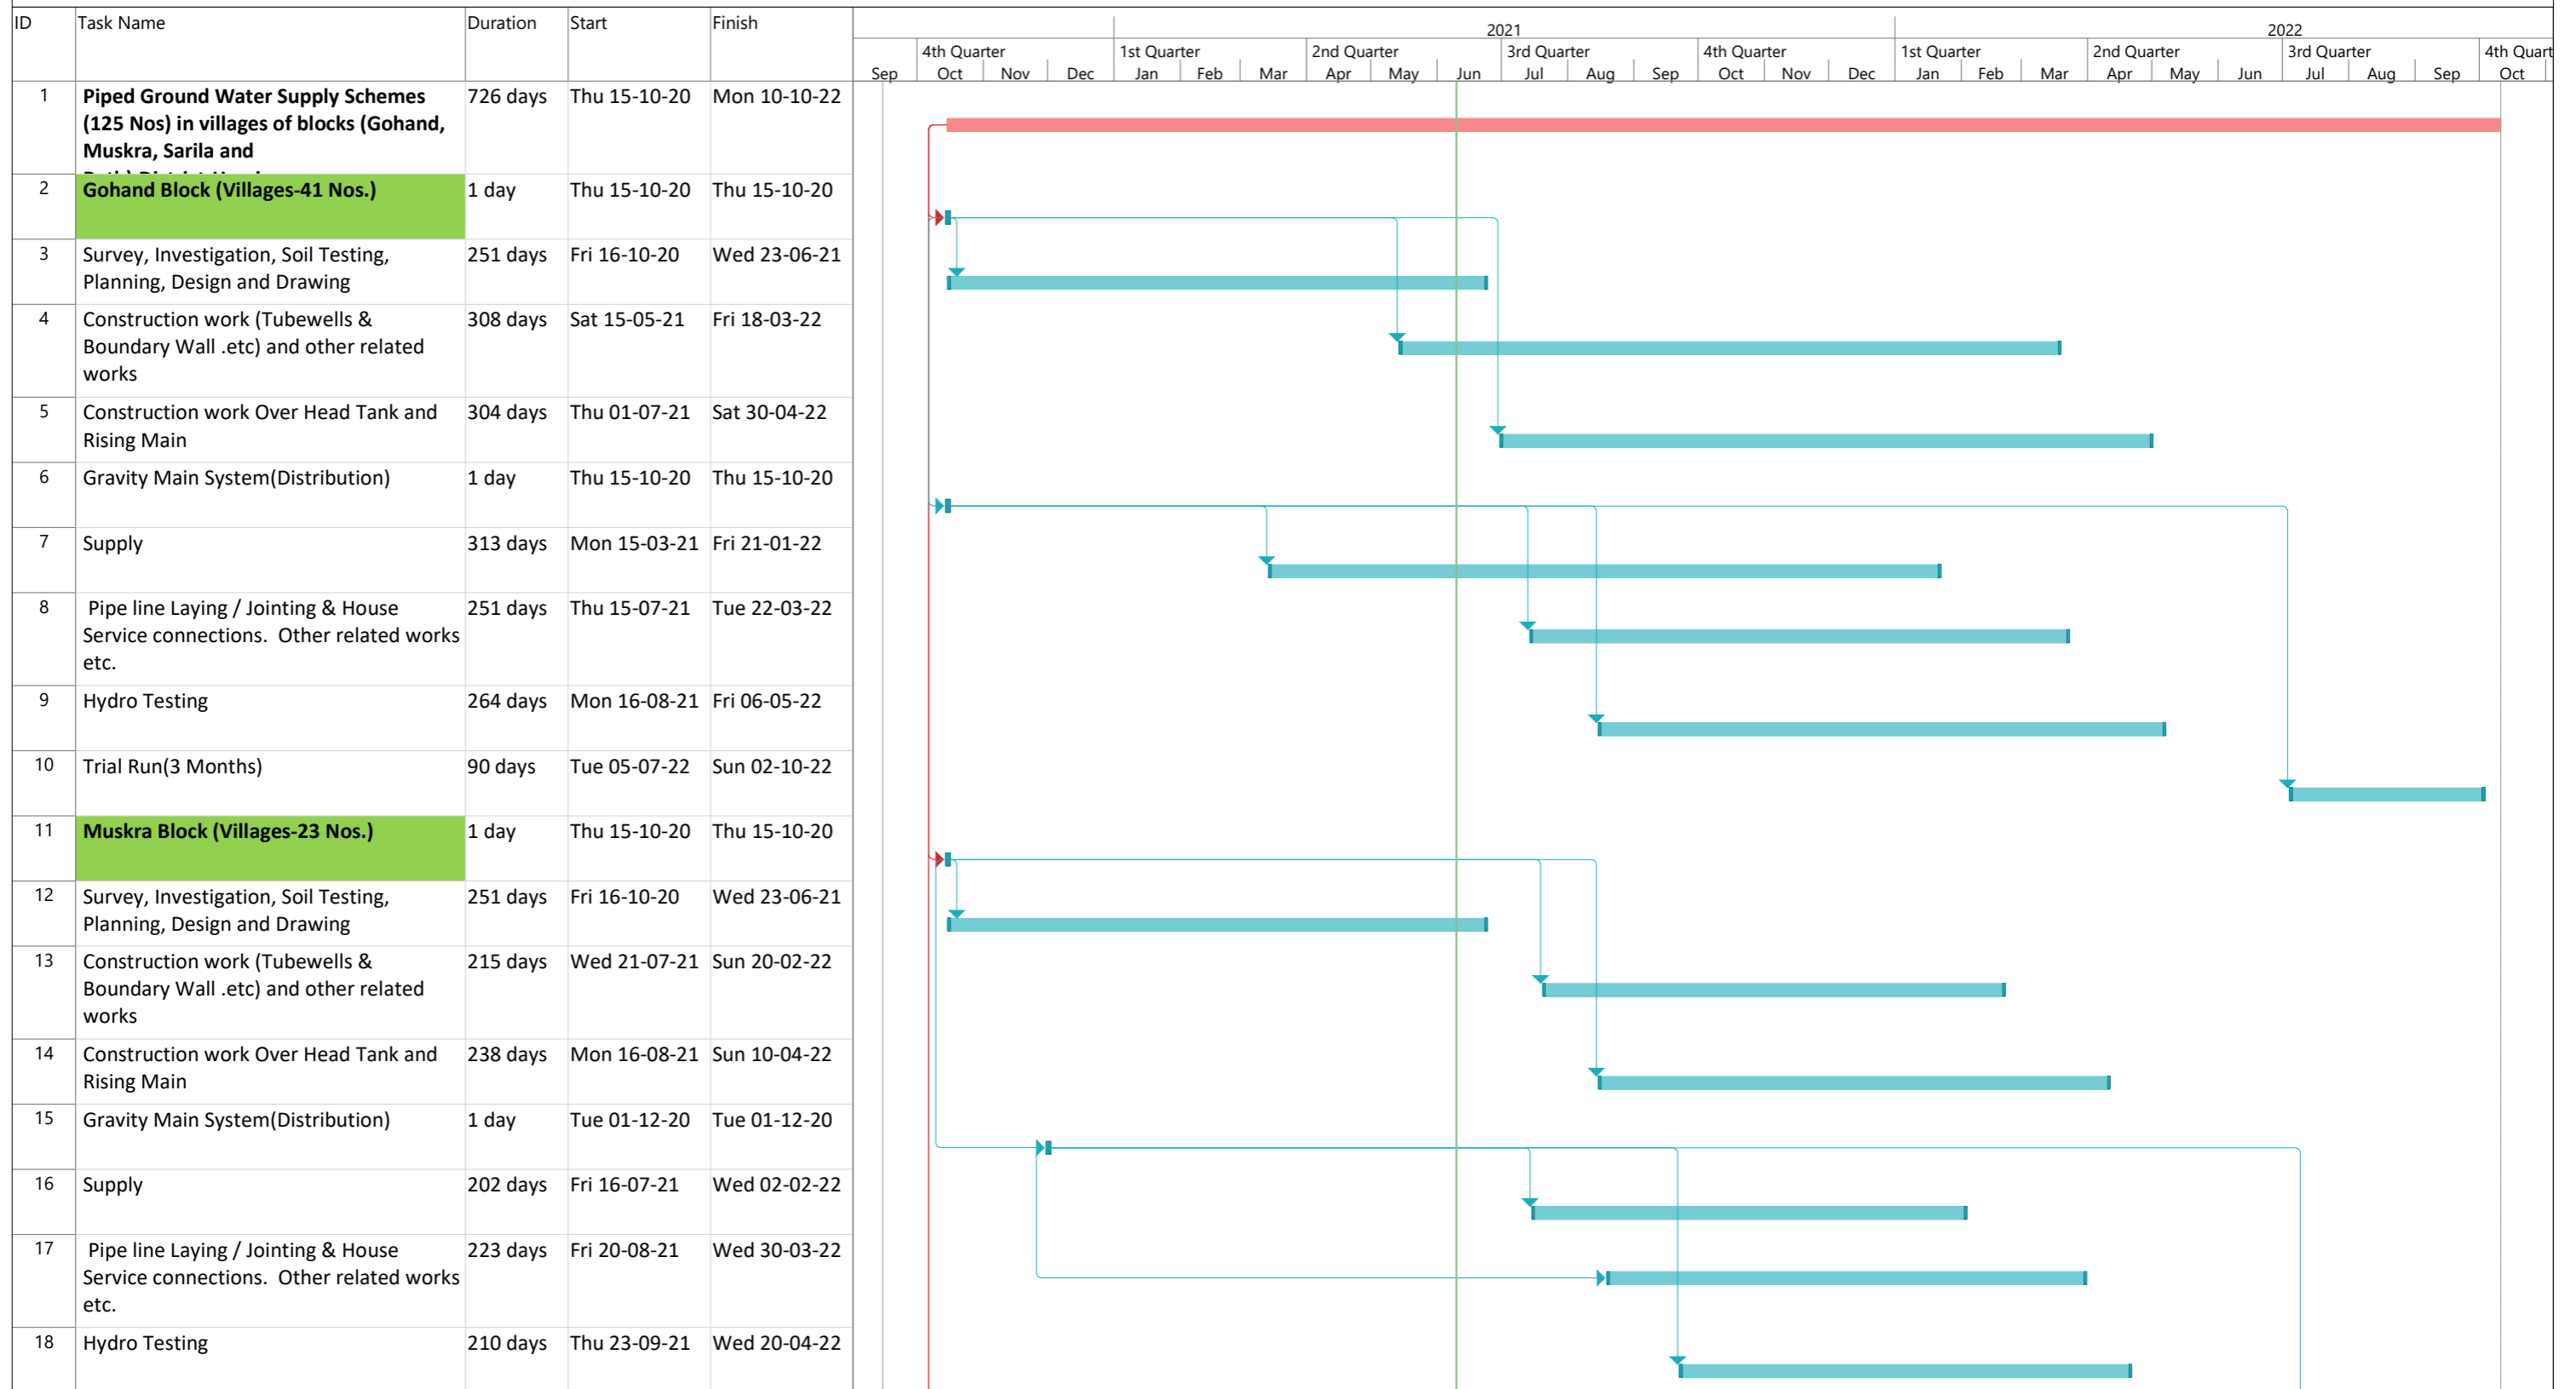 ID Task Name Duration Start Finish
2021 2022
4th Quarter 1st Quarter 2nd Quarter 3rd Quarter 4th Quarter 1st Quarter 2nd Quarter 3rd Quarter 4th Quart
Sep Oct Nov Dec Jan Feb Mar Apr May Jun Jul Aug Sep Oct Nov Dec Jan Feb Mar Apr May Jun Jul Aug Sep Oct
1 Piped Ground Water Supply Schemes 726 days Thu 15-10-20 Mon 10-10-22
(125 Nos) in villages of blocks (Gohand,
Muskra, Sarila and
2 Gohand Block (Villages-41 Nos.) 1 day Thu 15-10-20 Thu 15-10-20
3 Survey, Investigation, Soil Testing, 251 days Fri 16-10-20 Wed 23-06-21
Planning, Design and Drawing
4 Construction work (Tubewells & 308 days Sat 15-05-21 Fri 18-03-22
Boundary Wall .etc) and other related
works
5 Construction work Over Head Tank and 304 days Thu 01-07-21 Sat 30-04-22
Rising Main
6 Gravity Main System(Distribution) 1 day Thu 15-10-20 Thu 15-10-20
7 Supply 313 days Mon 15-03-21 Fri 21-01-22
8 Pipe line Laying / Jointing & House 251 days Thu 15-07-21 Tue 22-03-22
Service connections.  Other related works
etc.
9 Hydro Testing 264 days Mon 16-08-21 Fri 06-05-22
10 Trial Run(3 Months) 90 days Tue 05-07-22 Sun 02-10-22
11 Muskra Block (Villages-23 Nos.) 1 day Thu 15-10-20 Thu 15-10-20
12 Survey, Investigation, Soil Testing, 251 days Fri 16-10-20 Wed 23-06-21
Planning, Design and Drawing
13 Construction work (Tubewells & 215 days Wed 21-07-21 Sun 20-02-22
Boundary Wall .etc) and other related
works
14 Construction work Over Head Tank and 238 days Mon 16-08-21 Sun 10-04-22
Rising Main
15 Gravity Main System(Distribution) 1 day Tue 01-12-20 Tue 01-12-20
16 Supply 202 days Fri 16-07-21 Wed 02-02-22
17 Pipe line Laying / Jointing & House 223 days Fri 20-08-21 Wed 30-03-22
Service connections.  Other related works
etc.
18 Hydro Testing 210 days Thu 23-09-21 Wed 20-04-22